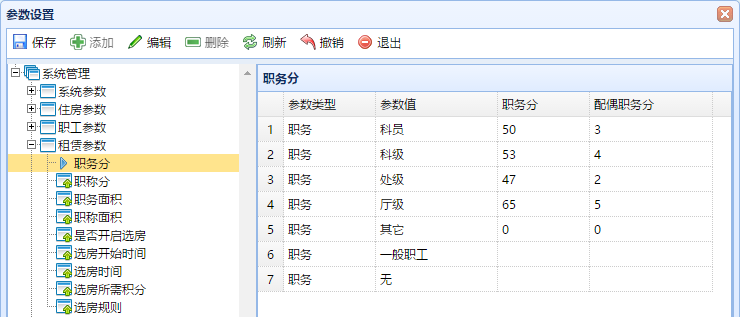 参数设置
保存 添加 编辑 删除 刷新 撤销 退出
系统管理
系统参数
住房参数
职工参数
租赁参数
职务分
职称分
职务面积
职称面积
是否开启选房
选房开始时间
选房时间
选房所需积分
选房规则
职务分
参数类型 参数值 职务分 配偶职务分
1 职务 科员 50 3
2 职务 科级 53 4
3 职务 处级 47 2
4 职务 厅级 65 5
5 职务 其它 0 0
6 职务 一般职工
7 职务 无